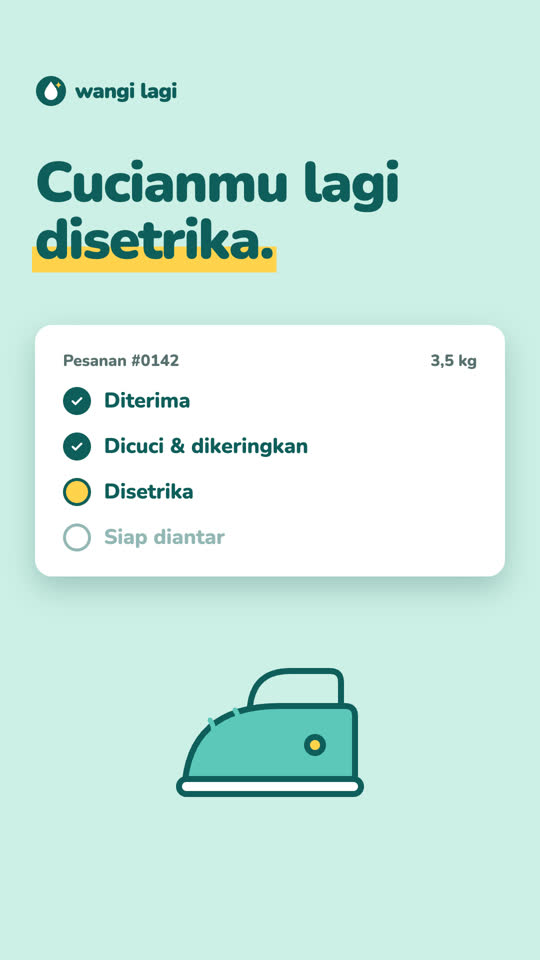 wangi lagi
Cucianmu lagi
disetrika.
Pesanan #0142 3,5 kg
Diterima
Dicuci & dikeringkan
Disetrika
Siap diantar